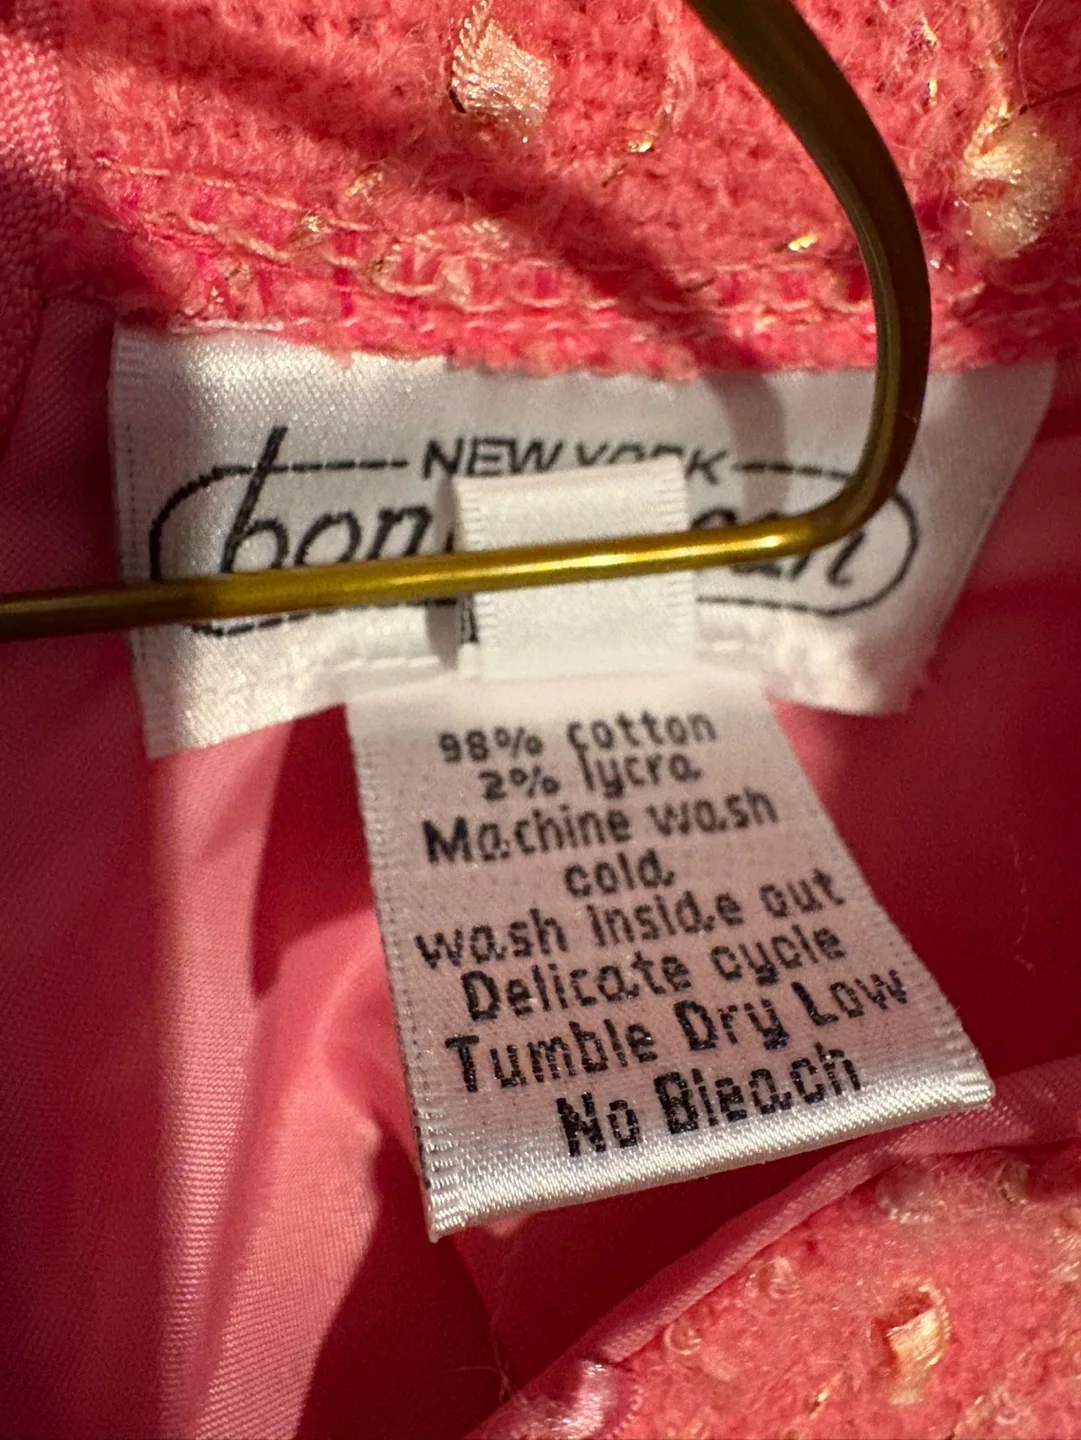 NEW YORK
98% cotton
2% lycra
Machine wash
cold
wash inside out
Delicate cycle
Tumble Dry Low
No Bleach